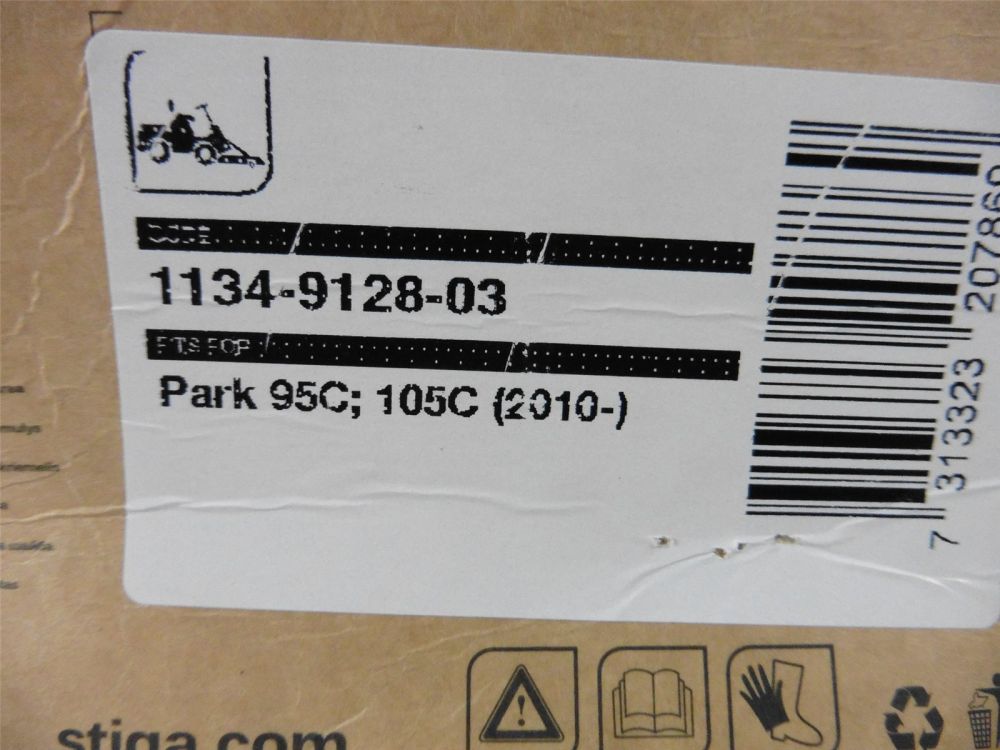 CODE
1134-9128-03
FITS FOR
Park 95C; 105C (2010-)
7 313323 207860
stiga.com